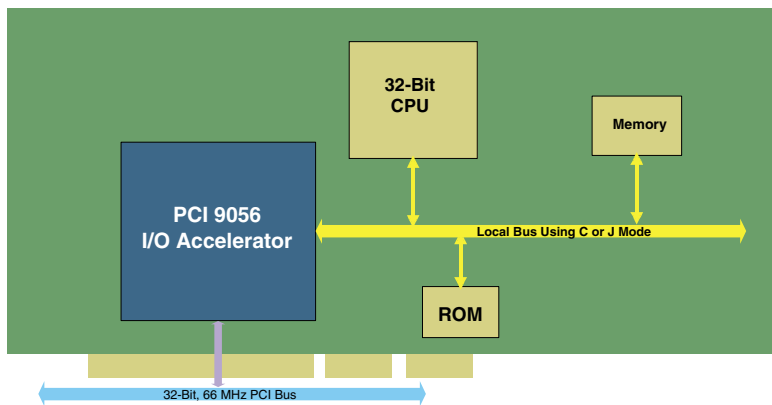 32-Bit
CPU
Memory
PCI 9056
I/O Accelerator
Local Bus Using C or J Mode
ROM
32-Bit, 66 MHz PCI Bus